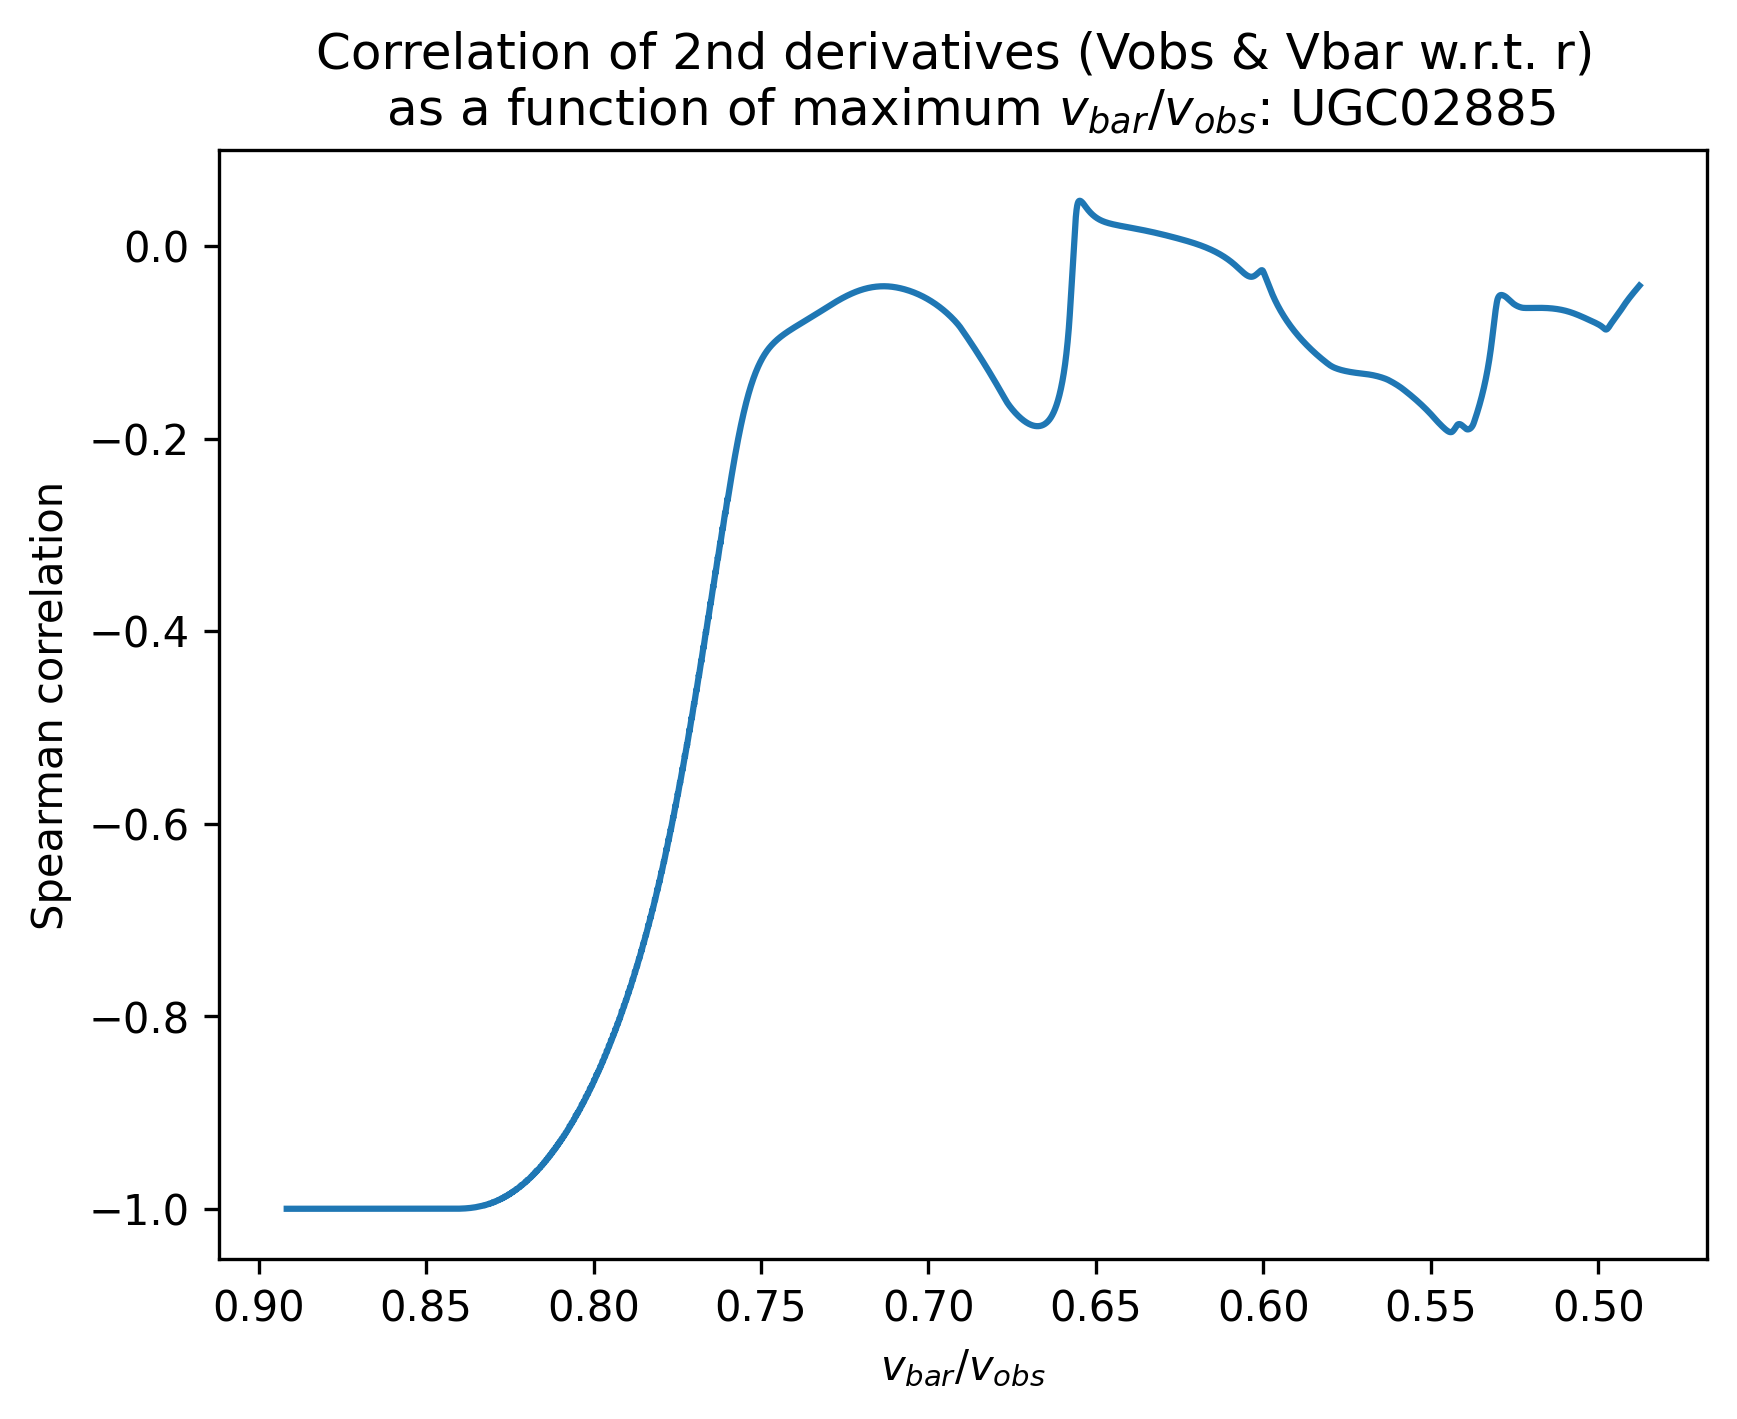 Correlation of 2nd derivatives (Vobs & Vbar w.r.t. r)
as a function of maximum v_bar/v_obs: UGC02885
Spearman correlation
0.0
−0.2
−0.4
−0.6
−0.8
−1.0
0.90 0.85 0.80 0.75 0.70 0.65 0.60 0.55 0.50
v_bar/v_obs